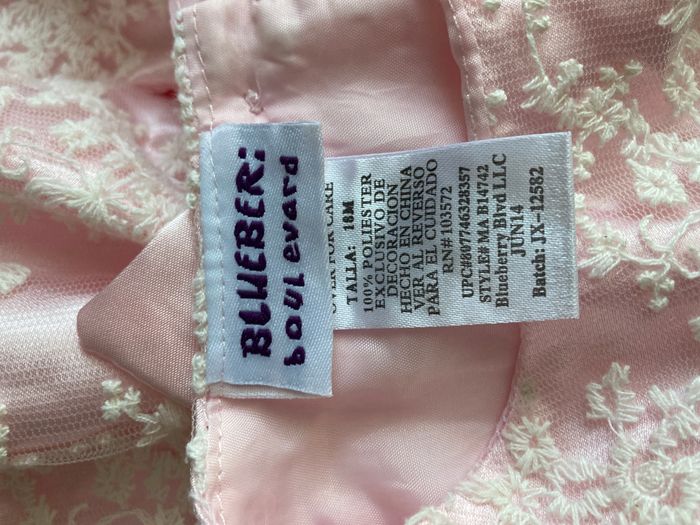 BLUEBERi
boulevard
OVER FOR CARE
TALLA: 18M
100% POLIESTER
EXCLUSIVO DE
DECORACION
HECHO EN CHINA
VER AL REVERSO
PARA EL CUIDADO
RN# 103572
UPC#807746328357
STYLE# MA B14742
Blueberry Blvd LLC
JUN14
Batch: JX-12582